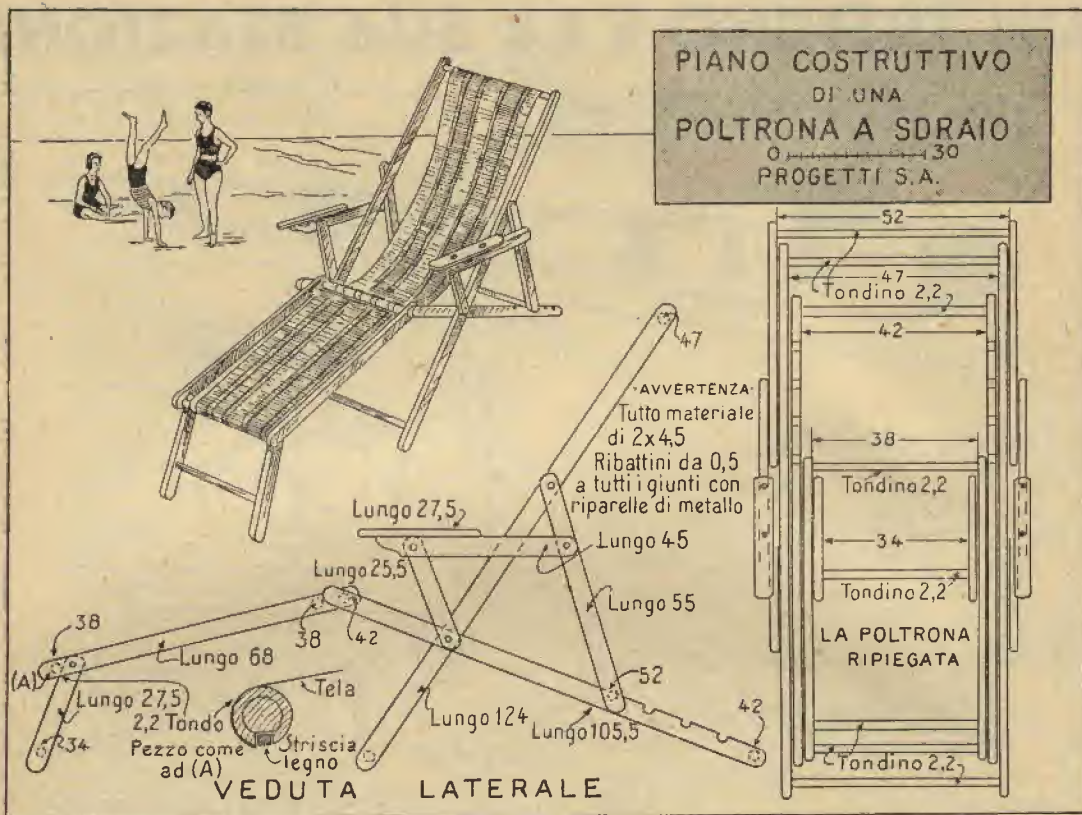 PIANO COSTRUTTIVO
DI UNA
POLTRONA A SDRAIO
0 30
PROGETTI S.A.
52
47
Tondino 2,2
42
38
Tondino 2,2
34
Tondino 2,2
LA POLTRONA
RIPIEGATA
Tondino 2,2
47
AVVERTENZA
Tutto materiale
di 2x4,5
Ribattini da 0,5
a tutti i giunti con
riparelle di metallo
Lungo 27,5
Lungo 45
Lungo 25,5
Lungo 55
38
38
42
Lungo 68
(A)
Lungo 27,5
Tela
52
42
2,2 Tondo
34
Lungo 124
Lungo 105,5
Pezzo come
ad (A)
Striscia
legno
VEDUTA LATERALE